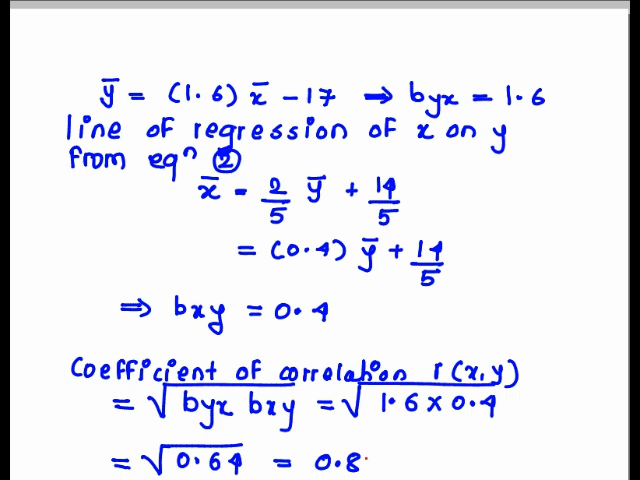 ȳ = (1.6) x̄ - 17 ⇒ byx = 1.6
line of regression of x on y
from eqⁿ ②
x̄ = 2/5 ȳ + 14/5
= (0.4) ȳ + 14/5
⇒ bxy = 0.4
Coefficient of correlation r(x,y)
= √byx bxy = √1.6 × 0.4
= √0.64 = 0.8